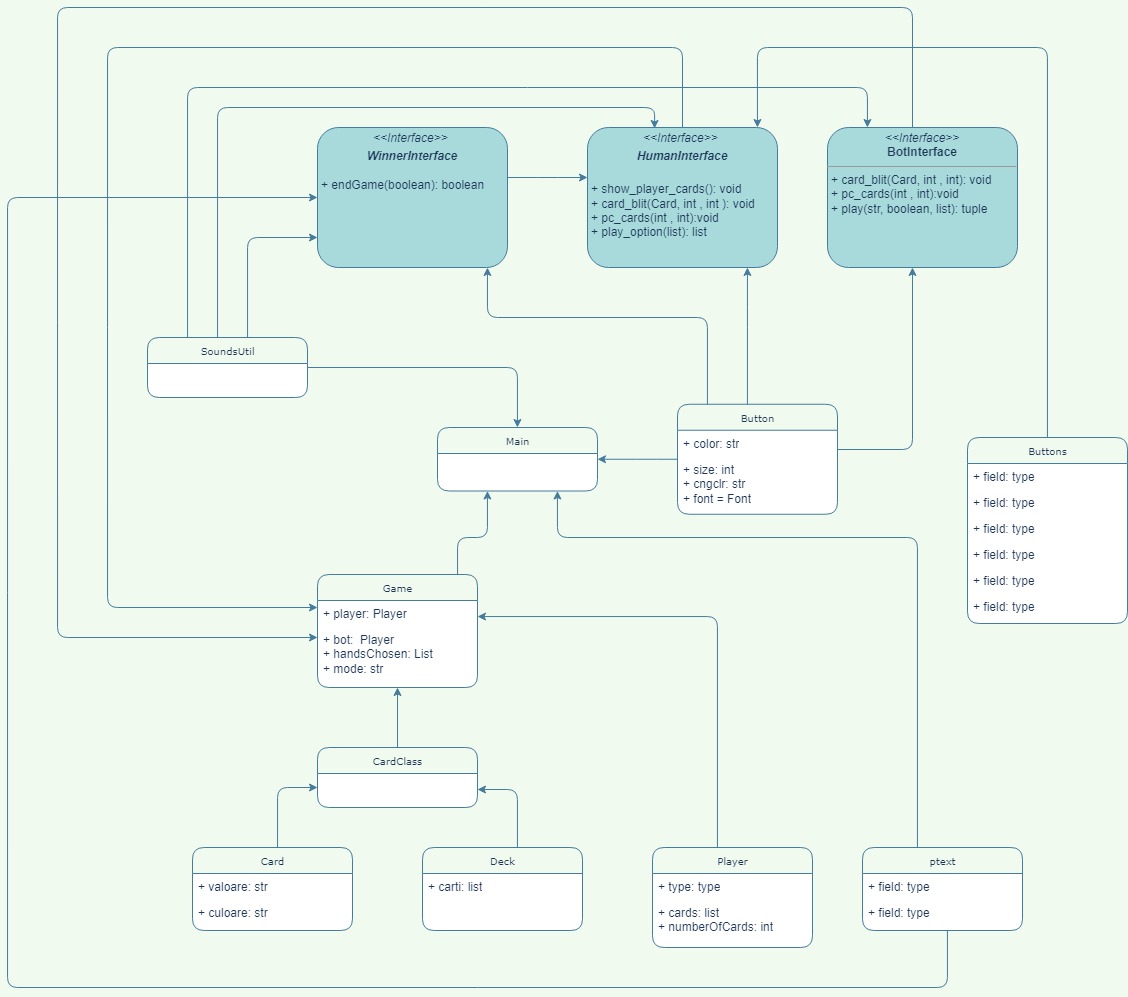 <<Interface>>
WinnerInterface
+ endGame(boolean): boolean
<<Interface>>
HumanInterface
+ show_player_cards(): void
+ card_blit(Card, int , int ): void
+ pc_cards(int , int):void
+ play_option(list): list
<<Interface>>
BotInterface
+ card_blit(Card, int , int): void
+ pc_cards(int , int):void
+ play(str, boolean, list): tuple
SoundsUtil
Main
Button
+ color: str
+ size: int
+ cngclr: str
+ font = Font
Buttons
+ field: type
+ field: type
+ field: type
+ field: type
+ field: type
+ field: type
Game
+ player: Player
+ bot:  Player
+ handsChosen: List
+ mode: str
CardClass
Card
+ valoare: str
+ culoare: str
Deck
+ carti: list
Player
+ type: type
+ cards: list
+ numberOfCards: int
ptext
+ field: type
+ field: type